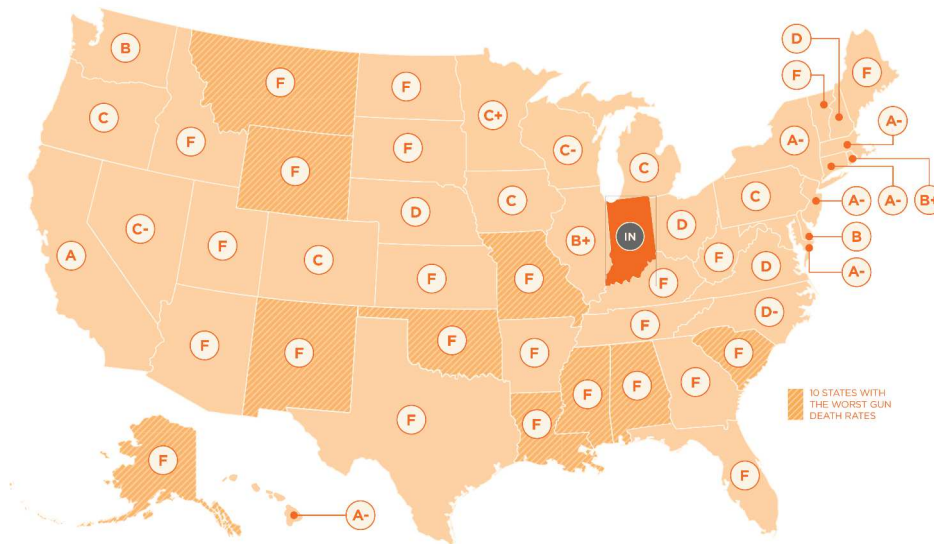 B
F
F
C+
D
F
F
C
F
F
F
C-
C
A-
A-
D
C
C
A-
A-
B+
C-
F
C
B+
IN
D
F
B
A
F
F
D
A-
F
D-
F
F
F
F
F
F
F
F
F
10 STATES WITH
THE WORST GUN
DEATH RATES
F
F
F
F
A-